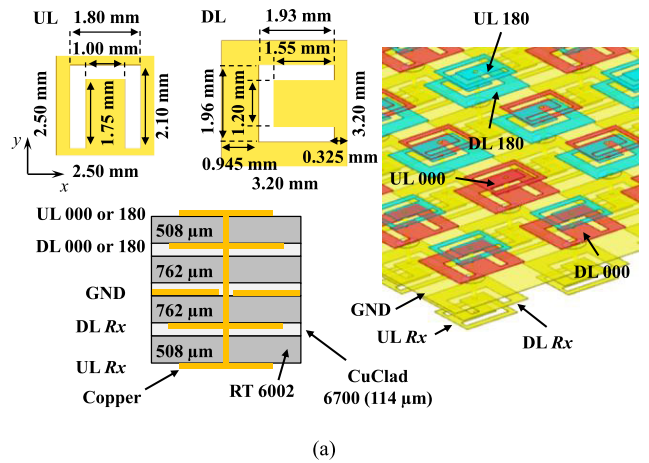 UL
1.80 mm
1.00 mm
2.50 mm
1.75 mm
2.10 mm
2.50 mm
y
x
DL
1.93 mm
1.55 mm
1.96 mm
1.20 mm
3.20 mm
0.945 mm
0.325 mm
3.20 mm
UL 180
DL 180
UL 000
DL 000
GND
UL Rx
DL Rx
UL 000 or 180
508 µm
DL 000 or 180
762 µm
GND
762 µm
DL Rx
508 µm
UL Rx
Copper
RT 6002
CuClad
6700 (114 µm)
(a)